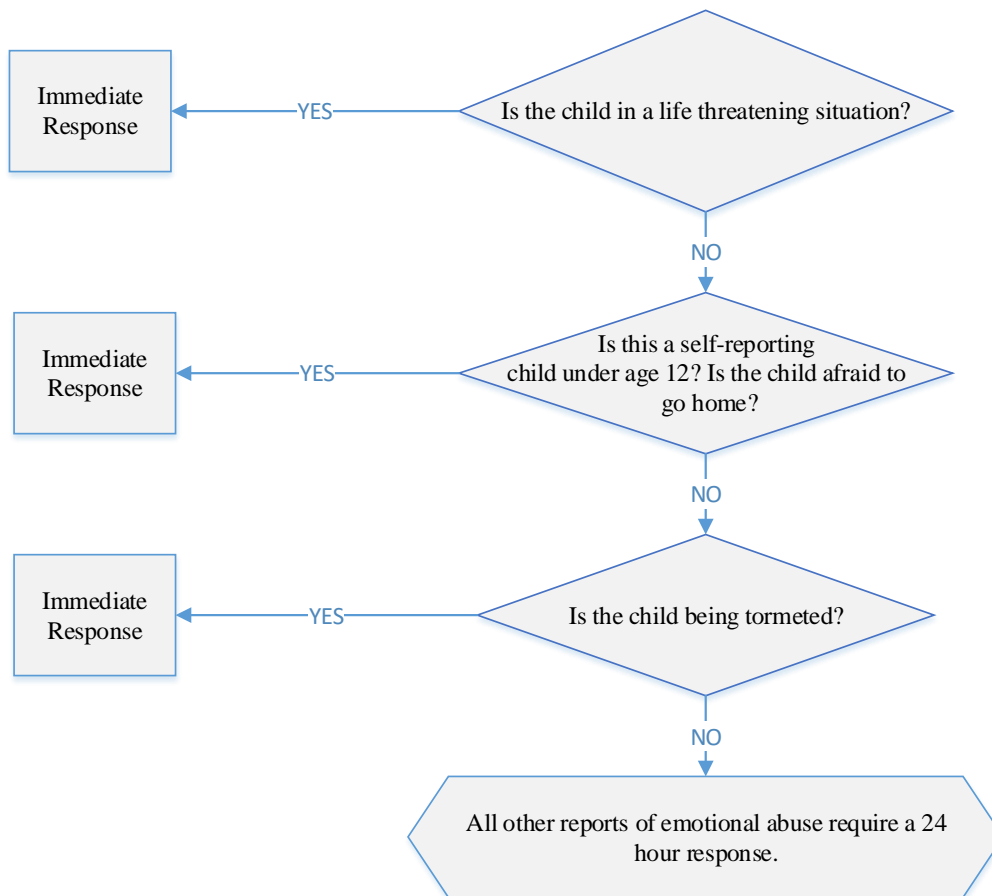 Immediate
Response
YES
Is the child in a life threatening situation?
NO
Immediate
Response
YES
Is this a self-reporting
child under age 12? Is the child afraid to
go home?
NO
Immediate
Response
YES
Is the child being tormeted?
NO
All other reports of emotional abuse require a 24
hour response.